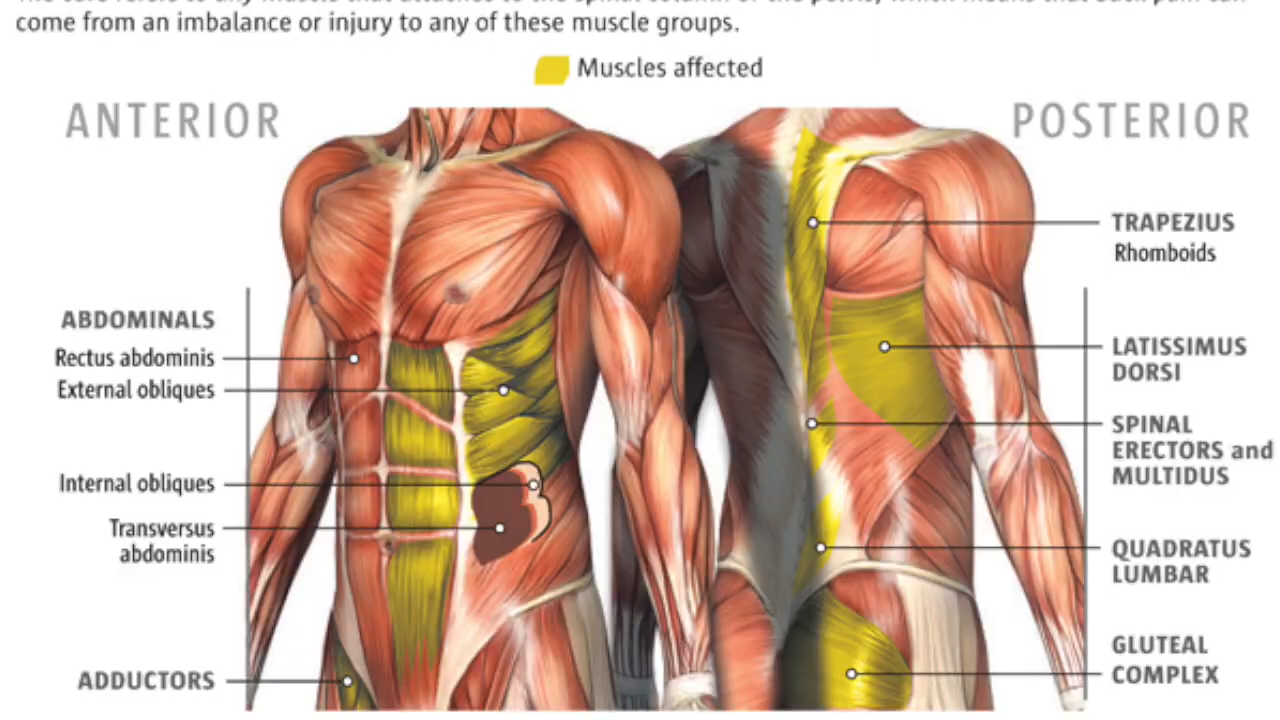 come from an imbalance or injury to any of these muscle groups.
Muscles affected
ANTERIOR
POSTERIOR
ABDOMINALS
Rectus abdominis
External obliques
Internal obliques
Transversus
abdominis
ADDUCTORS
TRAPEZIUS
Rhomboids
LATISSIMUS
DORSI
SPINAL
ERECTORS and
MULTIDUS
QUADRATUS
LUMBAR
GLUTEAL
COMPLEX